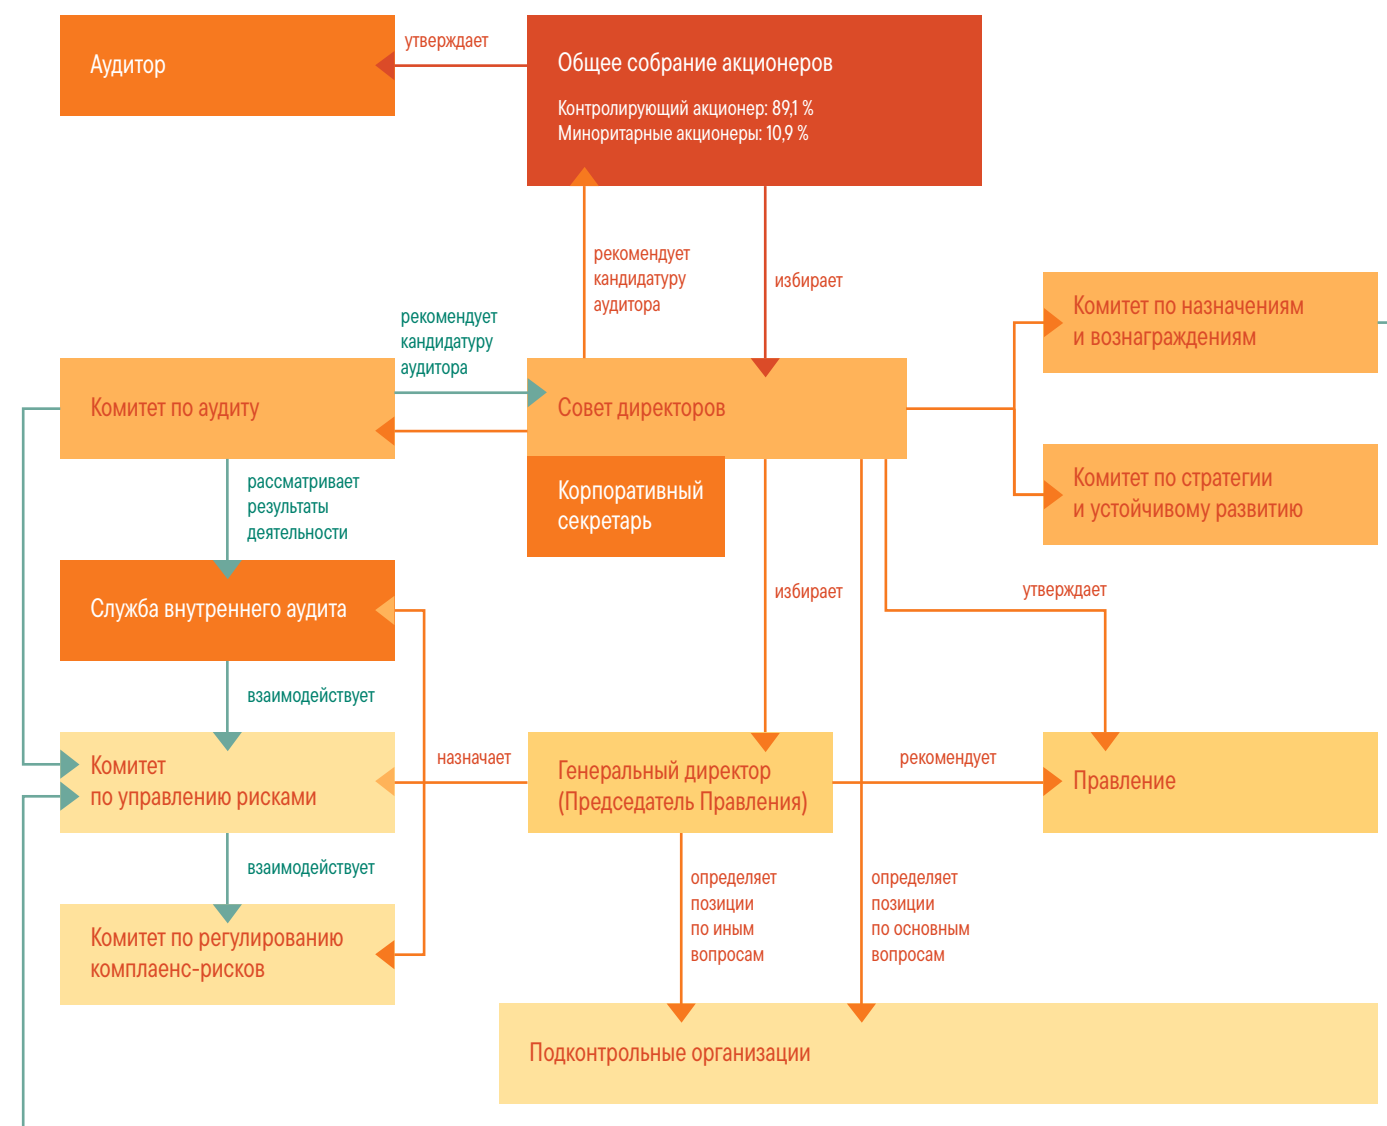 Аудитор
утверждает
Общее собрание акционеров
Контролирующий акционер: 89,1 %
Миноритарные акционеры: 10,9 %
рекомендует
кандидатуру
аудитора
избирает
Комитет по назначениям
и вознаграждениям
рекомендует
кандидатуру
аудитора
Комитет по аудиту
Совет директоров
Комитет по стратегии
и устойчивому развитию
рассматривает
результаты
деятельности
Корпоративный
секретарь
Служба внутреннего аудита
избирает
утверждает
взаимодействует
Комитет
по управлению рисками
назначает
Генеральный директор
(Председатель Правления)
рекомендует
Правление
взаимодействует
определяет
позиции
по иным
вопросам
определяет
позиции
по основным
вопросам
Комитет по регулированию
комплаенс-рисков
Подконтрольные организации